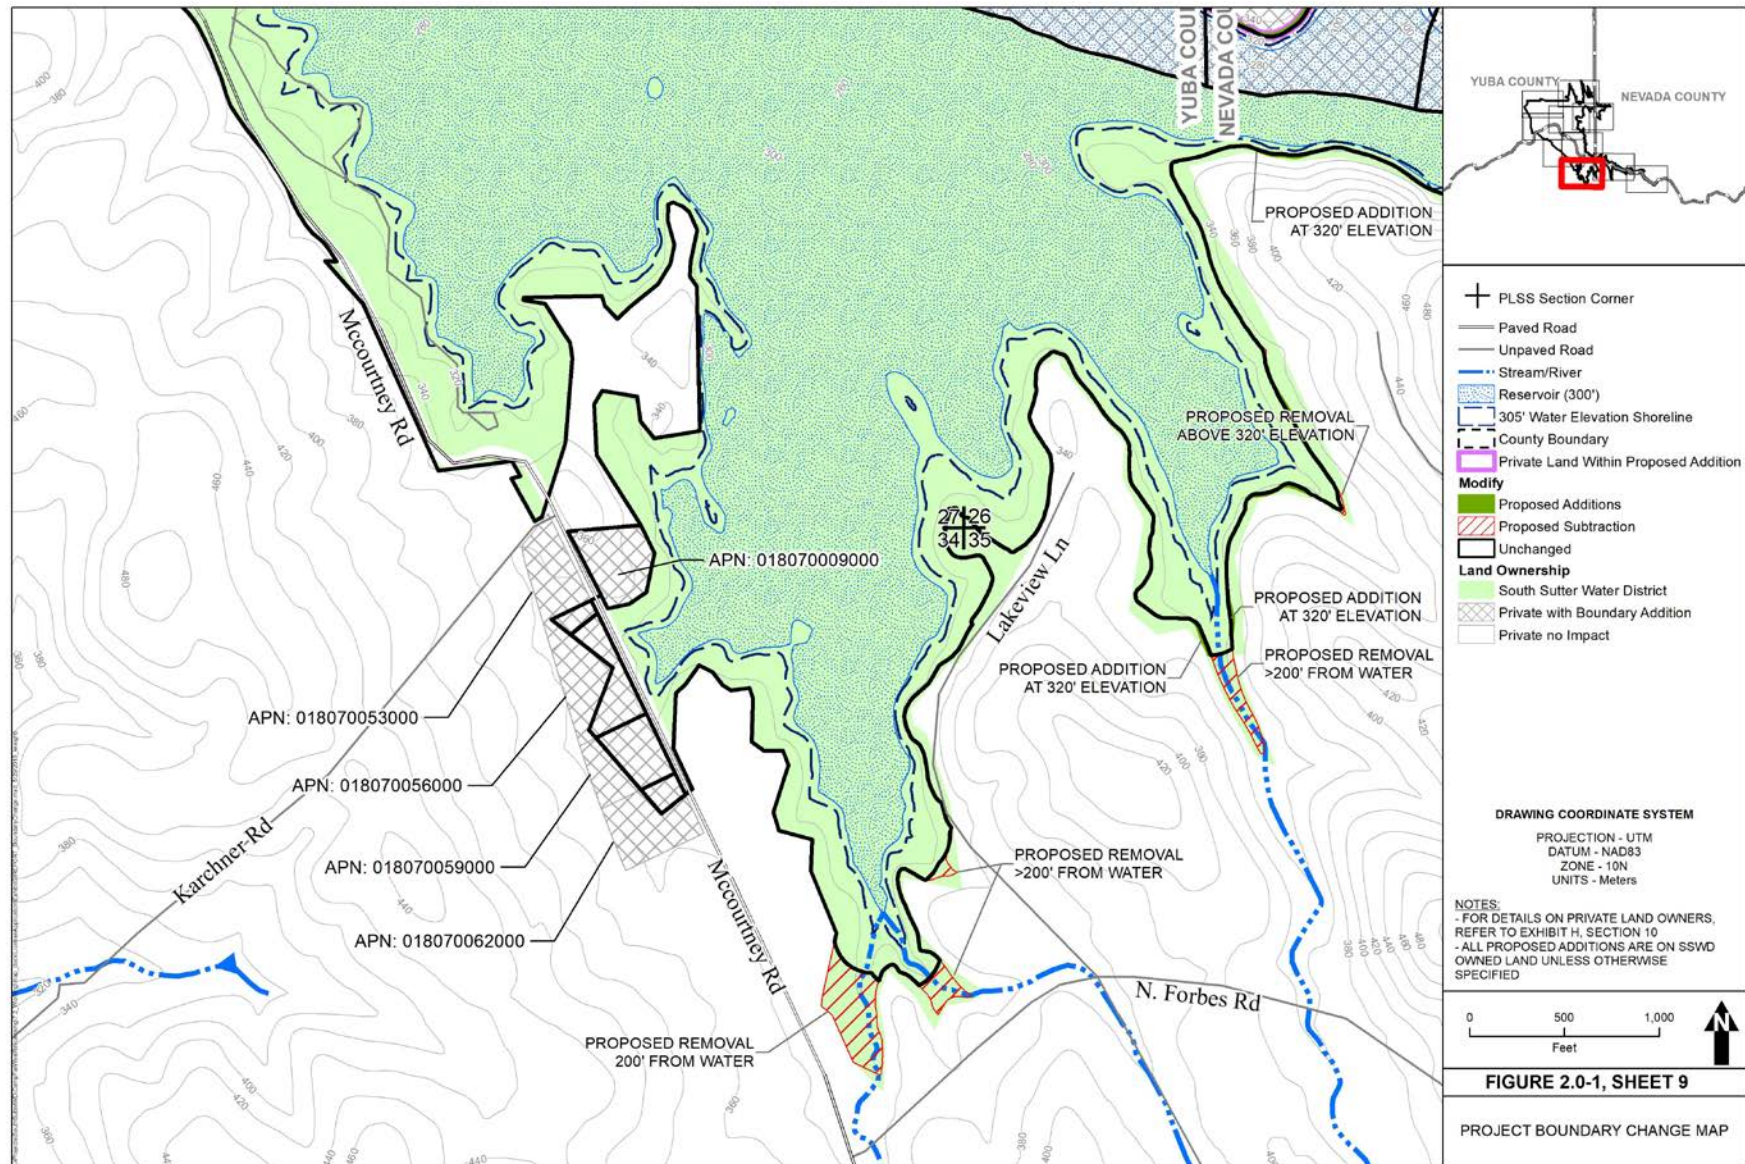 YUBA COU
NEVADA COU
PROPOSED ADDITION
AT 320' ELEVATION
Mccourtney Rd
PROPOSED REMOVAL
ABOVE 320' ELEVATION
27 26
34 35
APN: 018070009000
Lakeview Ln
PROPOSED ADDITION
AT 320' ELEVATION
PROPOSED ADDITION
AT 320' ELEVATION
PROPOSED REMOVAL
>200' FROM WATER
APN: 018070053000
APN: 018070056000
APN: 018070059000
APN: 018070062000
Karchner Rd
Mccourtney Rd
PROPOSED REMOVAL
>200' FROM WATER
N. Forbes Rd
PROPOSED REMOVAL
200' FROM WATER
YUBA COUNTY
NEVADA COUNTY
PLSS Section Corner
Paved Road
Unpaved Road
Stream/River
Reservoir (300')
305' Water Elevation Shoreline
County Boundary
Private Land Within Proposed Addition
Modify
Proposed Additions
Proposed Subtraction
Unchanged
Land Ownership
South Sutter Water District
Private with Boundary Addition
Private no Impact
DRAWING COORDINATE SYSTEM
PROJECTION - UTM
DATUM - NAD83
ZONE - 10N
UNITS - Meters
NOTES:
- FOR DETAILS ON PRIVATE LAND OWNERS,
REFER TO EXHIBIT H, SECTION 10
- ALL PROPOSED ADDITIONS ARE ON SSWD
OWNED LAND UNLESS OTHERWISE
SPECIFIED
0 500 1,000
Feet
N
FIGURE 2.0-1, SHEET 9
PROJECT BOUNDARY CHANGE MAP